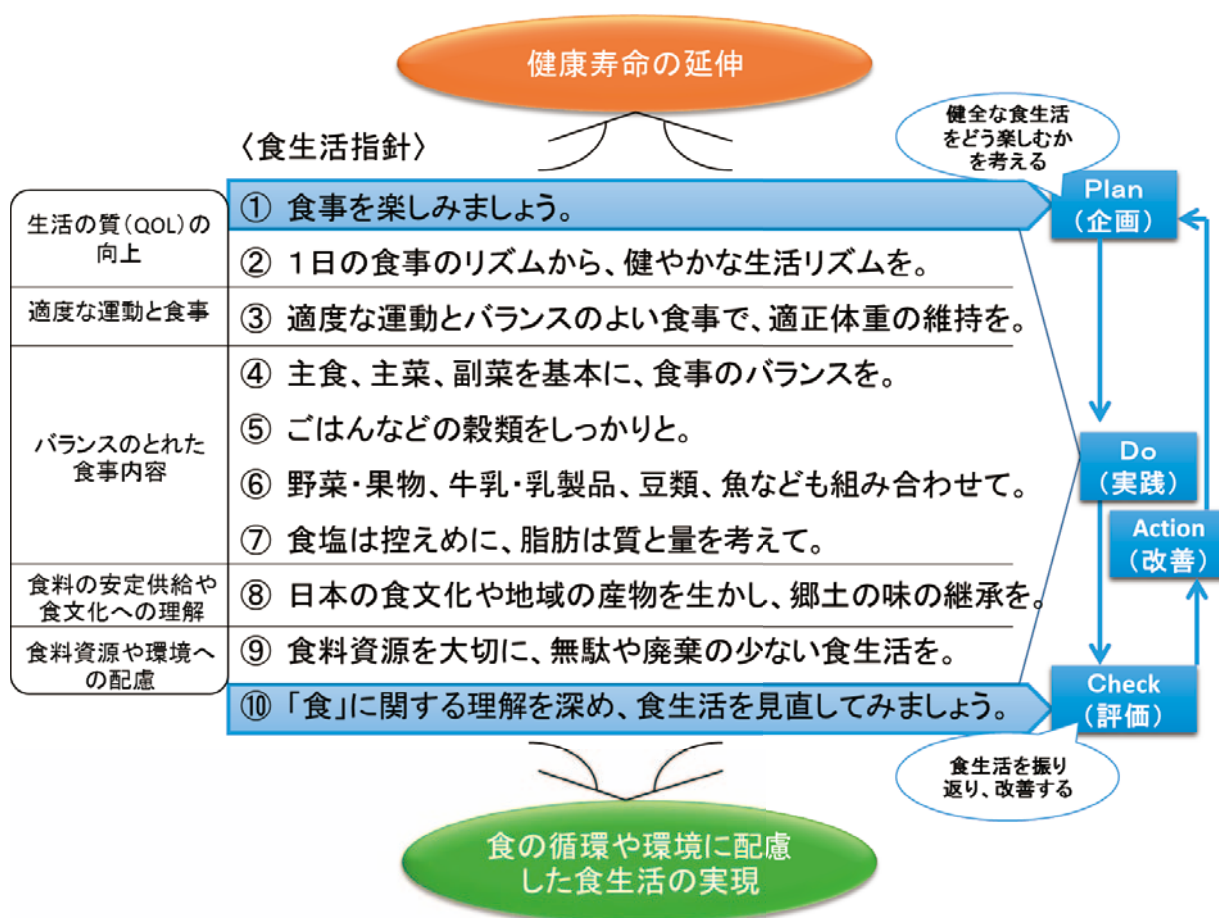 健康寿命の延伸
健全な食生活
をどう楽しむか
を考える
〈食生活指針〉
生活の質(QOL)の
向上
① 食事を楽しみましょう。
Plan
(企画)
② 1日の食事のリズムから、健やかな生活リズムを。
適度な運動と食事
③ 適度な運動とバランスのよい食事で、適正体重の維持を。
バランスのとれた
食事内容
④ 主食、主菜、副菜を基本に、食事のバランスを。
⑤ ごはんなどの穀類をしっかりと。
⑥ 野菜・果物、牛乳・乳製品、豆類、魚なども組み合わせて。
⑦ 食塩は控えめに、脂肪は質と量を考えて。
Do
(実践)
Action
(改善)
食料の安定供給や
食文化への理解
⑧ 日本の食文化や地域の産物を生かし、郷土の味の継承を。
食料資源や環境へ
の配慮
⑨ 食料資源を大切に、無駄や廃棄の少ない食生活を。
⑩ 「食」に関する理解を深め、食生活を見直してみましょう。
Check
(評価)
食生活を振り
返り、改善する
食の循環や環境に配慮
した食生活の実現